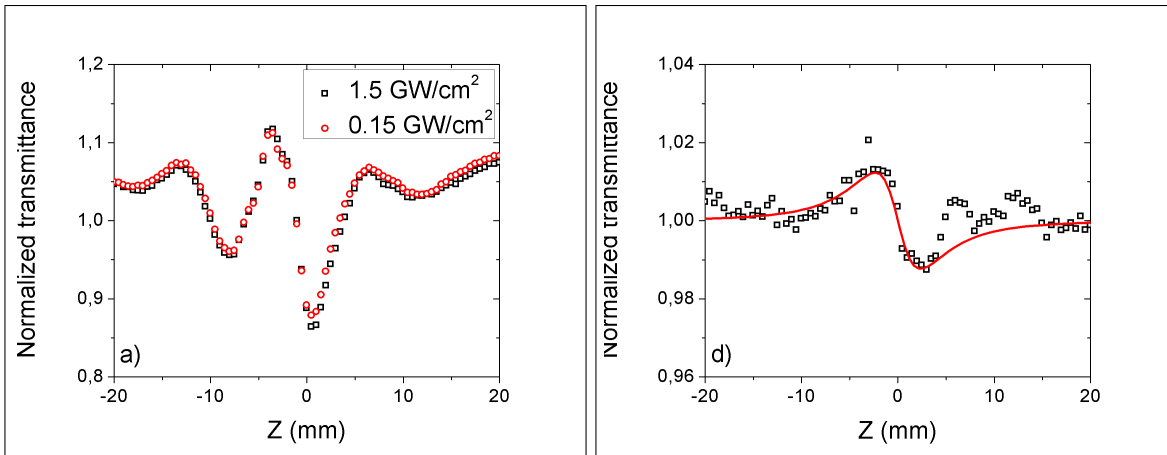 1,2
1,1
1,0
0,9
0,8
Normalized transmittance
1.5 GW/cm²
0.15 GW/cm²
a)
-20
-10
0
10
20
Z (mm)
1,04
1,02
1,00
0,98
0,96
Normalized transmittance
d)
-20
-10
0
10
20
Z (mm)